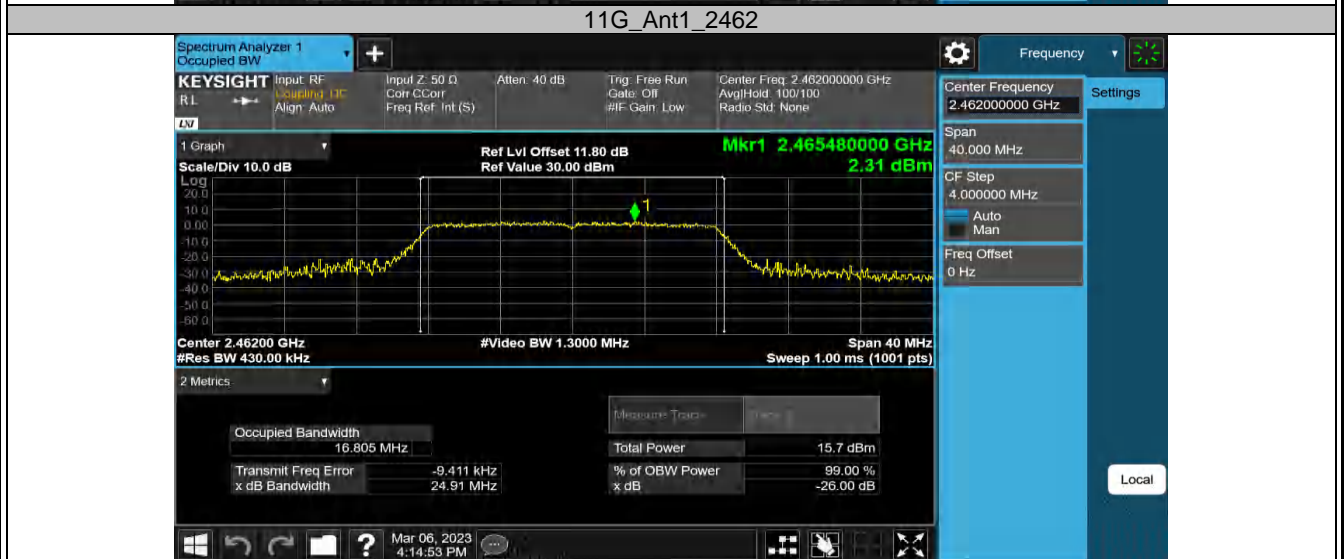 11G_Ant1_2462
Spectrum Analyzer 1
Occupied BW
+
Frequency
KEYSIGHT
RL
LXI
Input: RF
Coupling: DC
Align: Auto
Input Z: 50 Ω
Corr CCorr
Freq Ref: Int (S)
Atten: 40 dB
Trig: Free Run
Gate: Off
#IF Gain: Low
Center Freq: 2.462000000 GHz
Avg|Hold: 100/100
Radio Std: None
Center Frequency
2.462000000 GHz
Settings
Span
40.000 MHz
CF Step
4.000000 MHz
Auto
Man
Freq Offset
0 Hz
1 Graph
Scale/Div 10.0 dB
Ref Lvl Offset 11.80 dB
Ref Value 30.00 dBm
Mkr1 2.465480000 GHz
2.31 dBm
Log
20.0
10.0
0.00
-10.0
-20.0
-30.0
-40.0
-50.0
-60.0
1
Center 2.46200 GHz
#Res BW 430.00 kHz
#Video BW 1.3000 MHz
Span 40 MHz
Sweep 1.00 ms (1001 pts)
2 Metrics
Measure Trace
Trace 1
Occupied Bandwidth
16.805 MHz
Total Power 15.7 dBm
Transmit Freq Error -9.411 kHz
% of OBW Power 99.00 %
x dB Bandwidth 24.91 MHz
x dB -26.00 dB
Local
?
Mar 06, 2023
4:14:53 PM